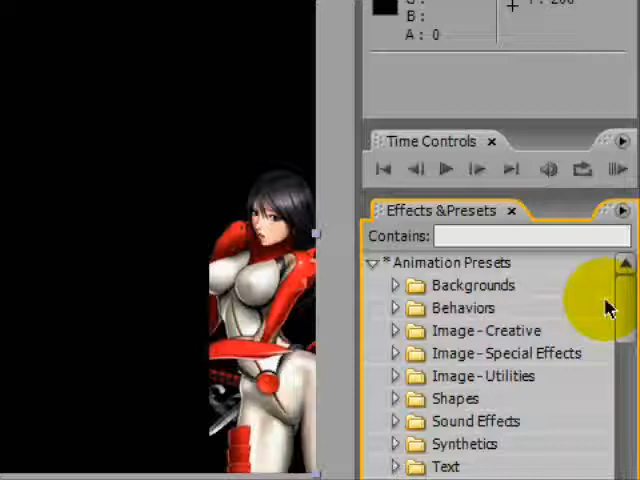 B:
A: 0
Time Controls
Effects &Presets
Contains:
* Animation Presets
Backgrounds
Behaviors
Image - Creative
Image - Special Effects
Image - Utilities
Shapes
Sound Effects
Synthetics
Text